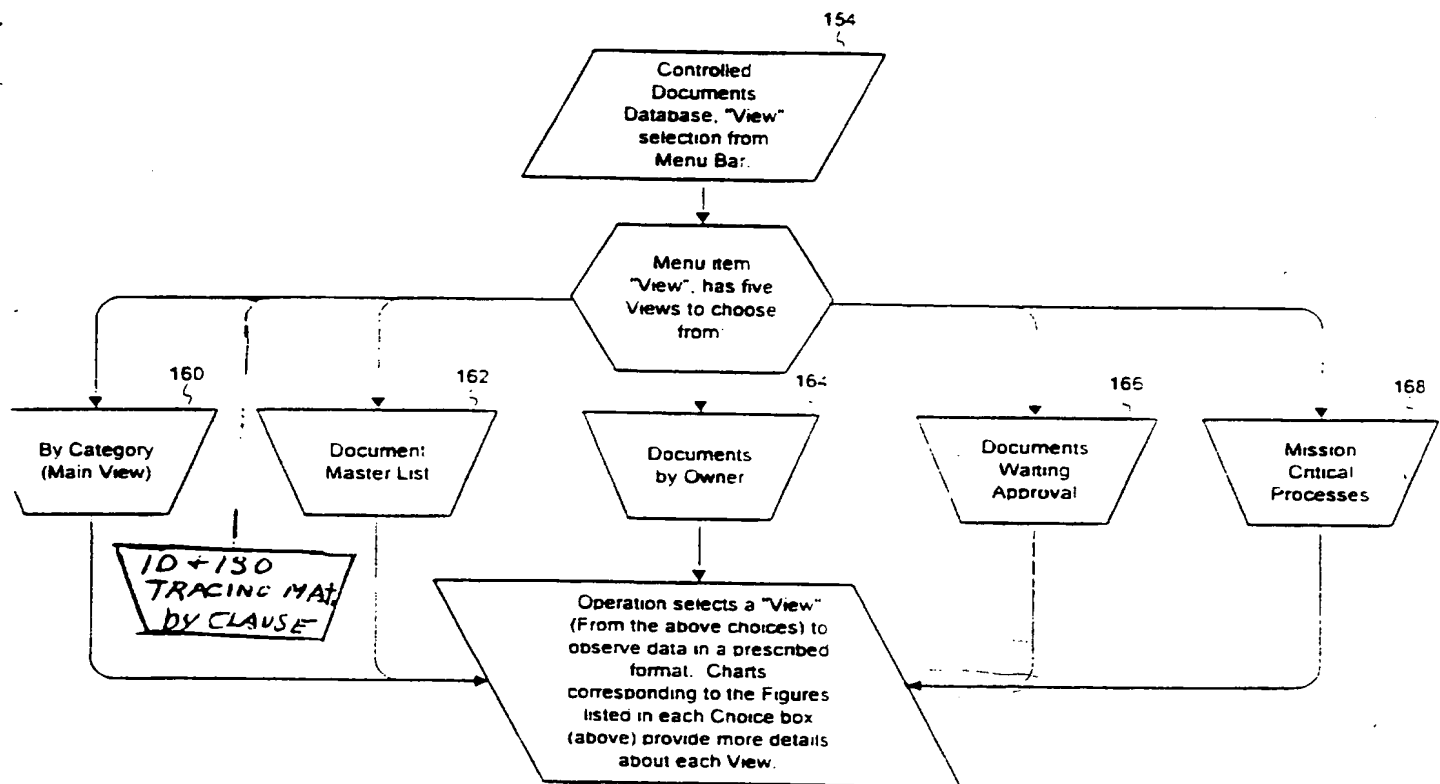 154
Controlled
Documents
Database, "View"
selection from
Menu Bar.
Menu item
"View", has five
Views to choose
from
160
162
164
166
168
By Category
(Main View)
Document
Master List
Documents
by Owner
Documents
Waiting
Approval
Mission
Critical
Processes
TRACING MAt.
by CLAUSE
Operation selects a "View"
(From the above choices) to
observe data in a prescribed
format. Charts
corresponding to the Figures
listed in each Choice box
(above) provide more details
about each View.